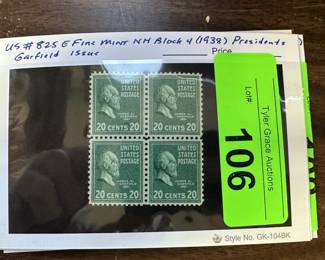 US # 825 E Fine Mint NH Block 4 (1938) Presidents
Garfield issue
Price
UNITED STATES POSTAGE
20 CENTS 20
UNITED STATES POSTAGE
20 CENTS 20
UNITED STATES POSTAGE
20 CENTS 20
UNITED STATES POSTAGE
20 CENTS 20
Tyler Grace Auctions
Lot#:
106
Style No. GK-104BK